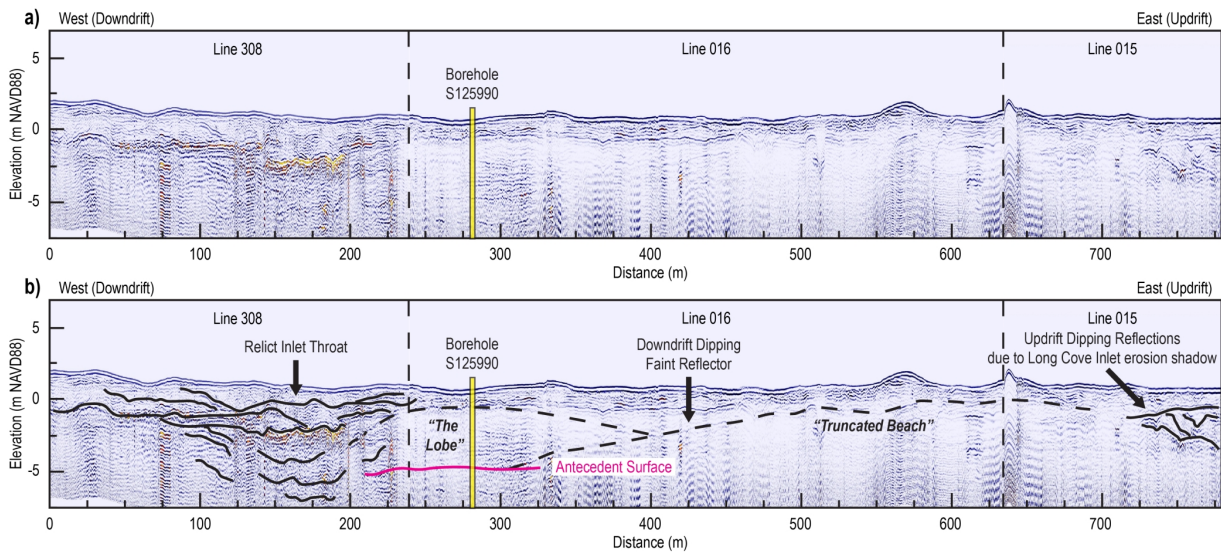 a)
West (Downdrift)
East (Updrift)
Line 308
Line 016
Line 015
Borehole
S125990
Elevation (m NAVD88)
5
0
-5
0
100
200
300
400
500
600
700
Distance (m)
b)
West (Downdrift)
East (Updrift)
Line 308
Line 016
Line 015
Relict Inlet Throat
Borehole
S125990
Downdrift Dipping
Faint Reflector
Updrift Dipping Reflections
due to Long Cove Inlet erosion shadow
“The
Lobe”
“Truncated Beach”
Antecedent Surface
Elevation (m NAVD88)
5
0
-5
0
100
200
300
400
500
600
700
Distance (m)